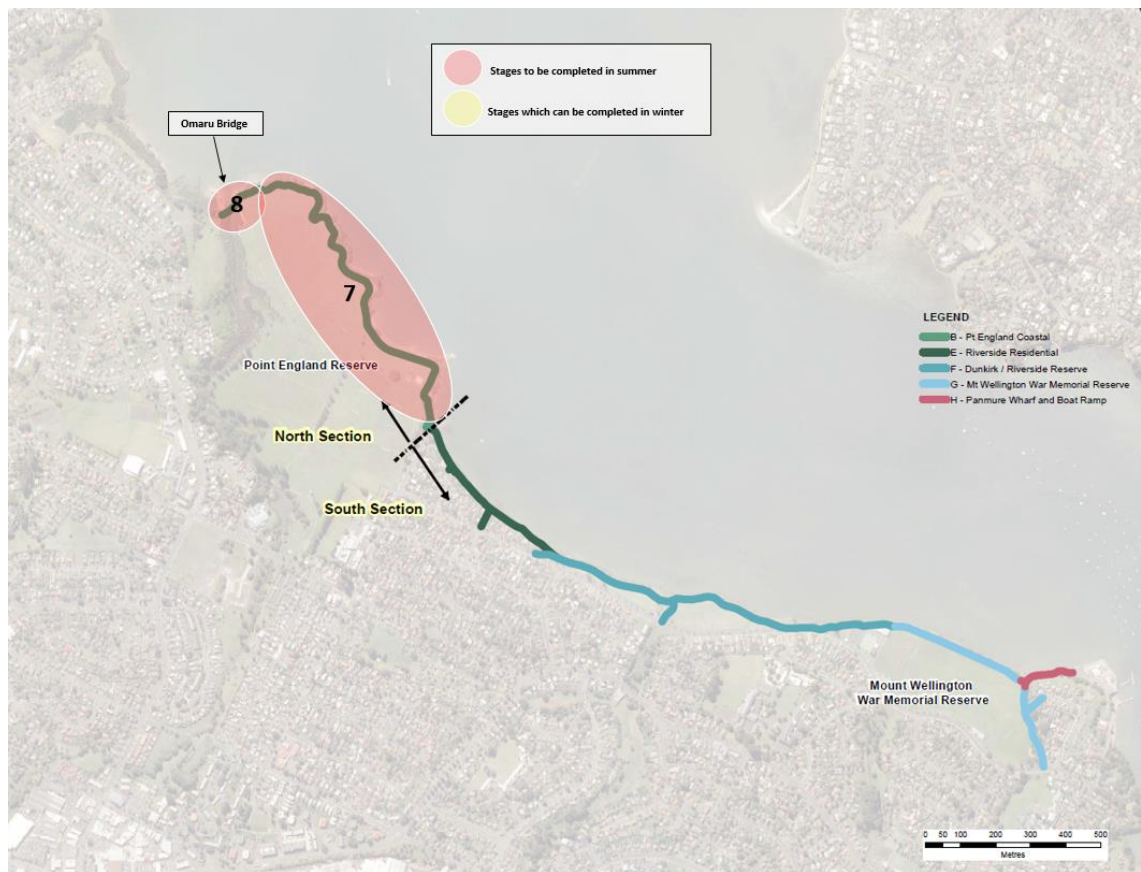 Stages to be completed in summer
Stages which can be completed in winter
Omaru Bridge
8
7
LEGEND
B - Pt England Coastal
E - Riverside Residential
F - Dunkirk / Riverside Reserve
G - Mt Wellington War Memorial Reserve
H - Panmure Wharf and Boat Ramp
Point England Reserve
North Section
South Section
Mount Wellington
War Memorial Reserve
0 50 100 200 300 400 500
Metres